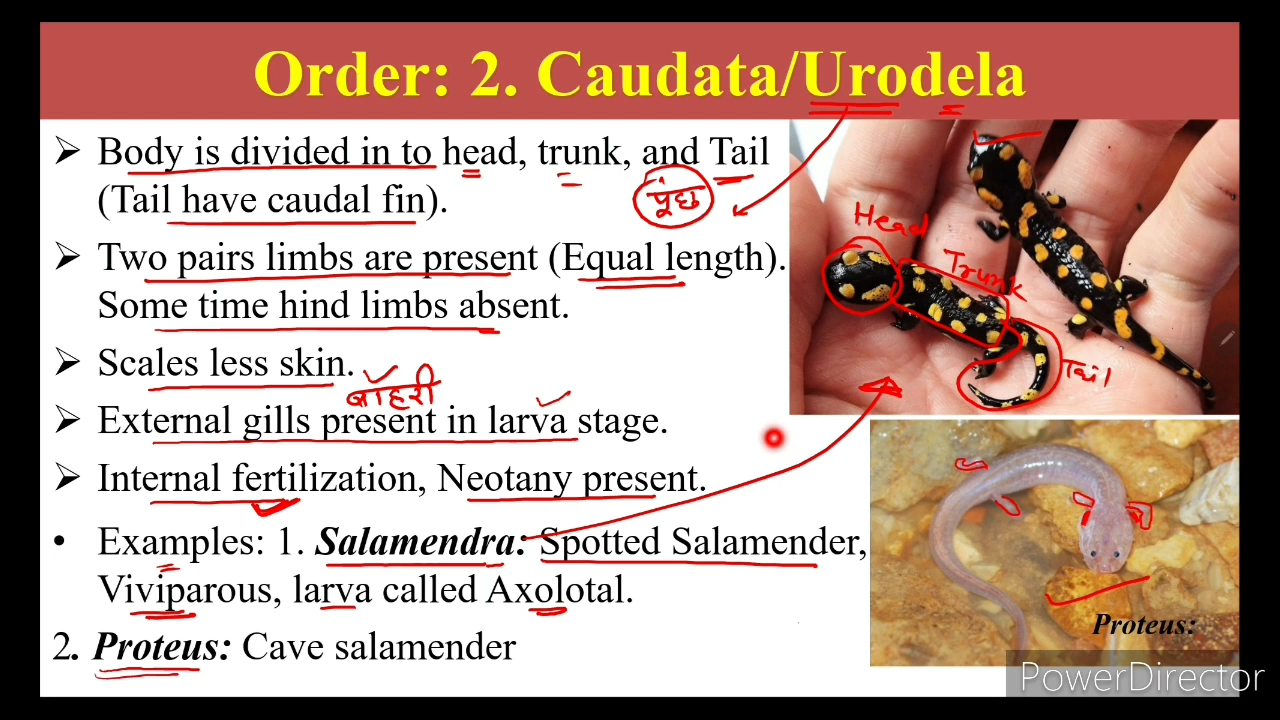 Order: 2. Caudata/Urodela
➢ Body is divided in to head, trunk, and Tail
(Tail have caudal fin).
पूंछ
➢ Two pairs limbs are present (Equal length).
Some time hind limbs absent.
➢ Scales less skin.
बाहरी
➢ External gills present in larva stage.
➢ Internal fertilization, Neotany present.
• Examples: 1. Salamendra: Spotted Salamender,
Viviparous, larva called Axolotal.
2. Proteus: Cave salamender
Head
Trunk
Tail
Proteus:
PowerDirector